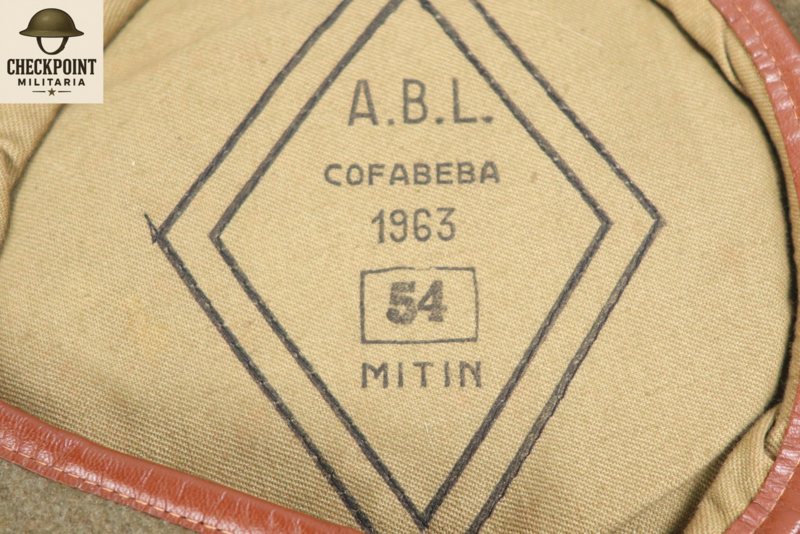 CHECKPOINT
MILITARIA
A.B.L.
COFABEBA
1963
54
MITIN